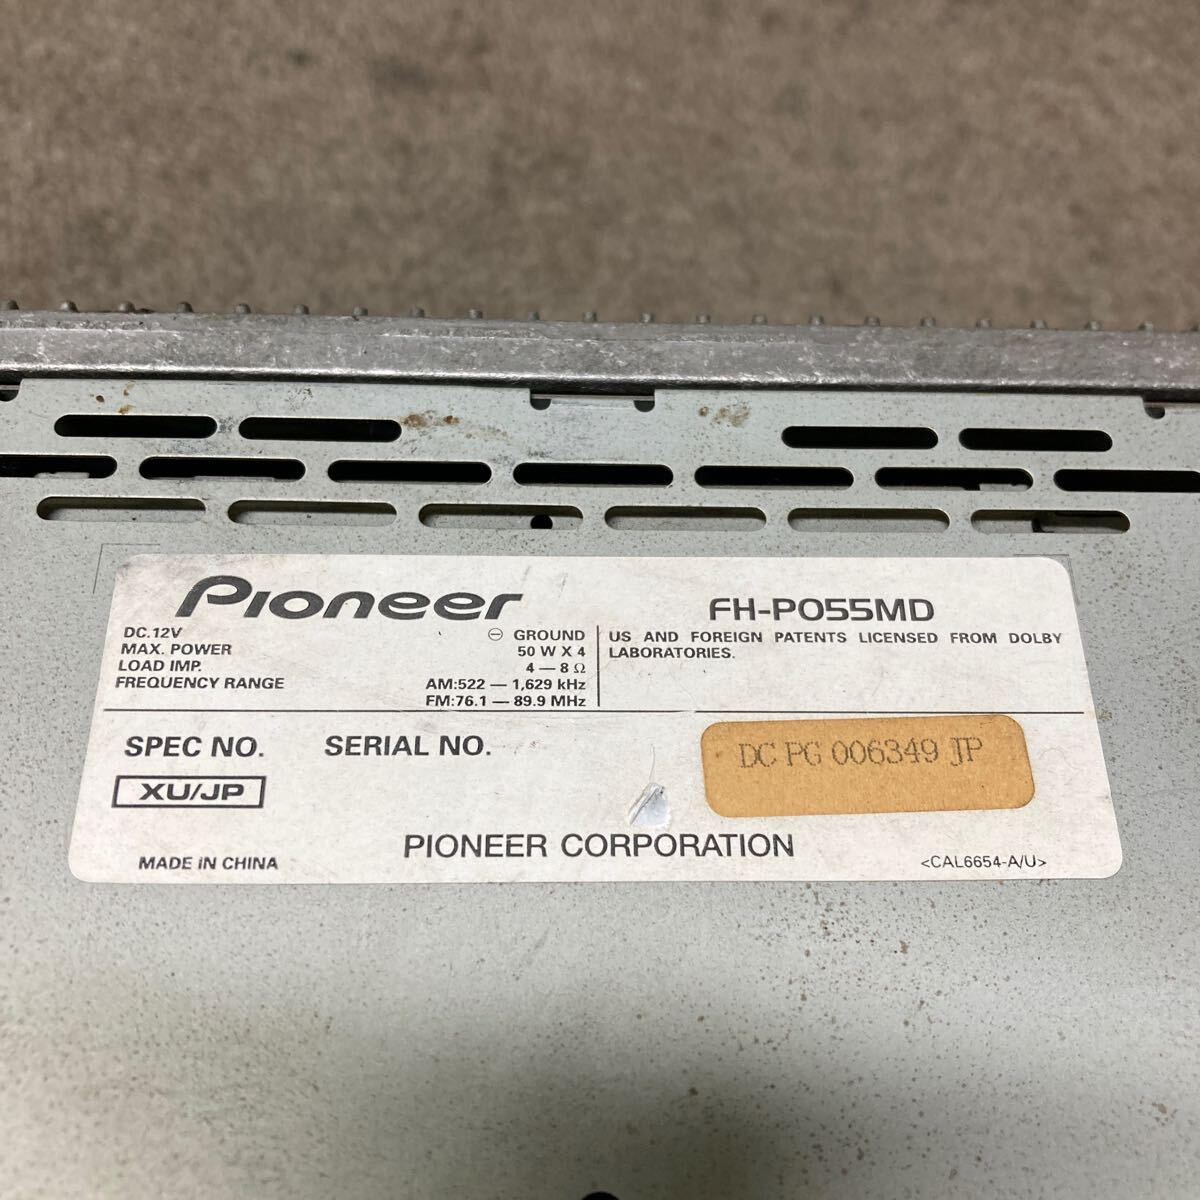 Pioneer
FH-P055MD
DC.12V ⊖ GROUND
MAX. POWER 50 W X 4
LOAD IMP. 4 — 8 Ω
FREQUENCY RANGE AM:522 — 1,629 kHz
FM:76.1 — 89.9 MHz
US AND FOREIGN PATENTS LICENSED FROM DOLBY
LABORATORIES.
SPEC NO. SERIAL NO.
DC PG 006349 JP
XU/JP
PIONEER CORPORATION
MADE IN CHINA
<CAL6654-A/U>